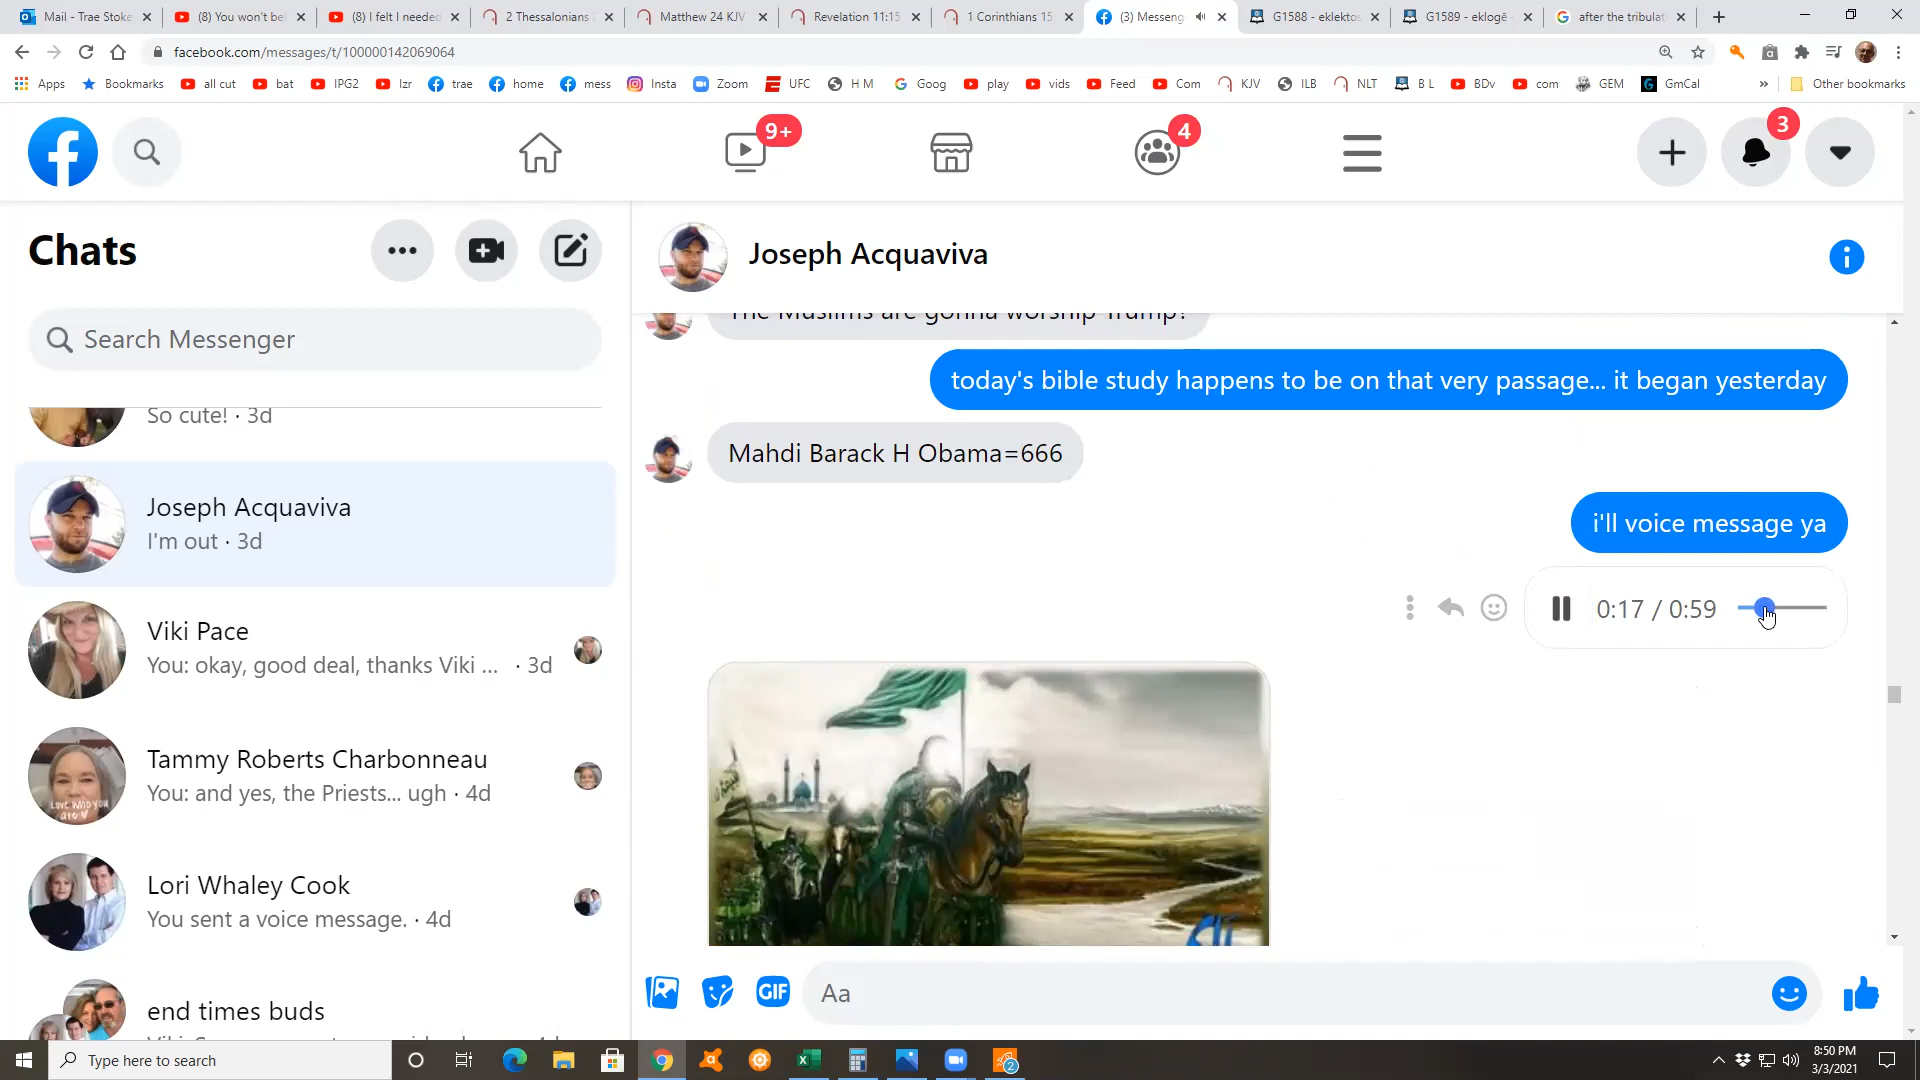 Mail - Trae Stoke
(8) You won't be
(8) I felt I needed
2 Thessalonians
Matthew 24 KJV
Revelation 11:15
1 Corinthians 15
(3) Messeng
G1588 - eklektos
G1589 - eklogē
after the tribulat
facebook.com/messages/t/100000142069064
Apps
Bookmarks
all cut
bat
IPG2
lzr
trae
home
mess
Insta
Zoom
UFC
H M
Goog
play
vids
Feed
Com
KJV
ILB
NLT
B L
BDv
com
GEM
GmCal
»
Other bookmarks
9+
4
3
Chats
Search Messenger
So cute! · 3d
Joseph Acquaviva
I'm out · 3d
Viki Pace
You: okay, good deal, thanks Viki ... · 3d
Tammy Roberts Charbonneau
You: and yes, the Priests... ugh · 4d
Lori Whaley Cook
You sent a voice message. · 4d
end times buds
Joseph Acquaviva
The Muslims are gonna worship Trump?
today's bible study happens to be on that very passage... it began yesterday
Mahdi Barack H Obama=666
i'll voice message ya
0:17 / 0:59
GIF
Aa
Type here to search
2
8:50 PM
3/3/2021